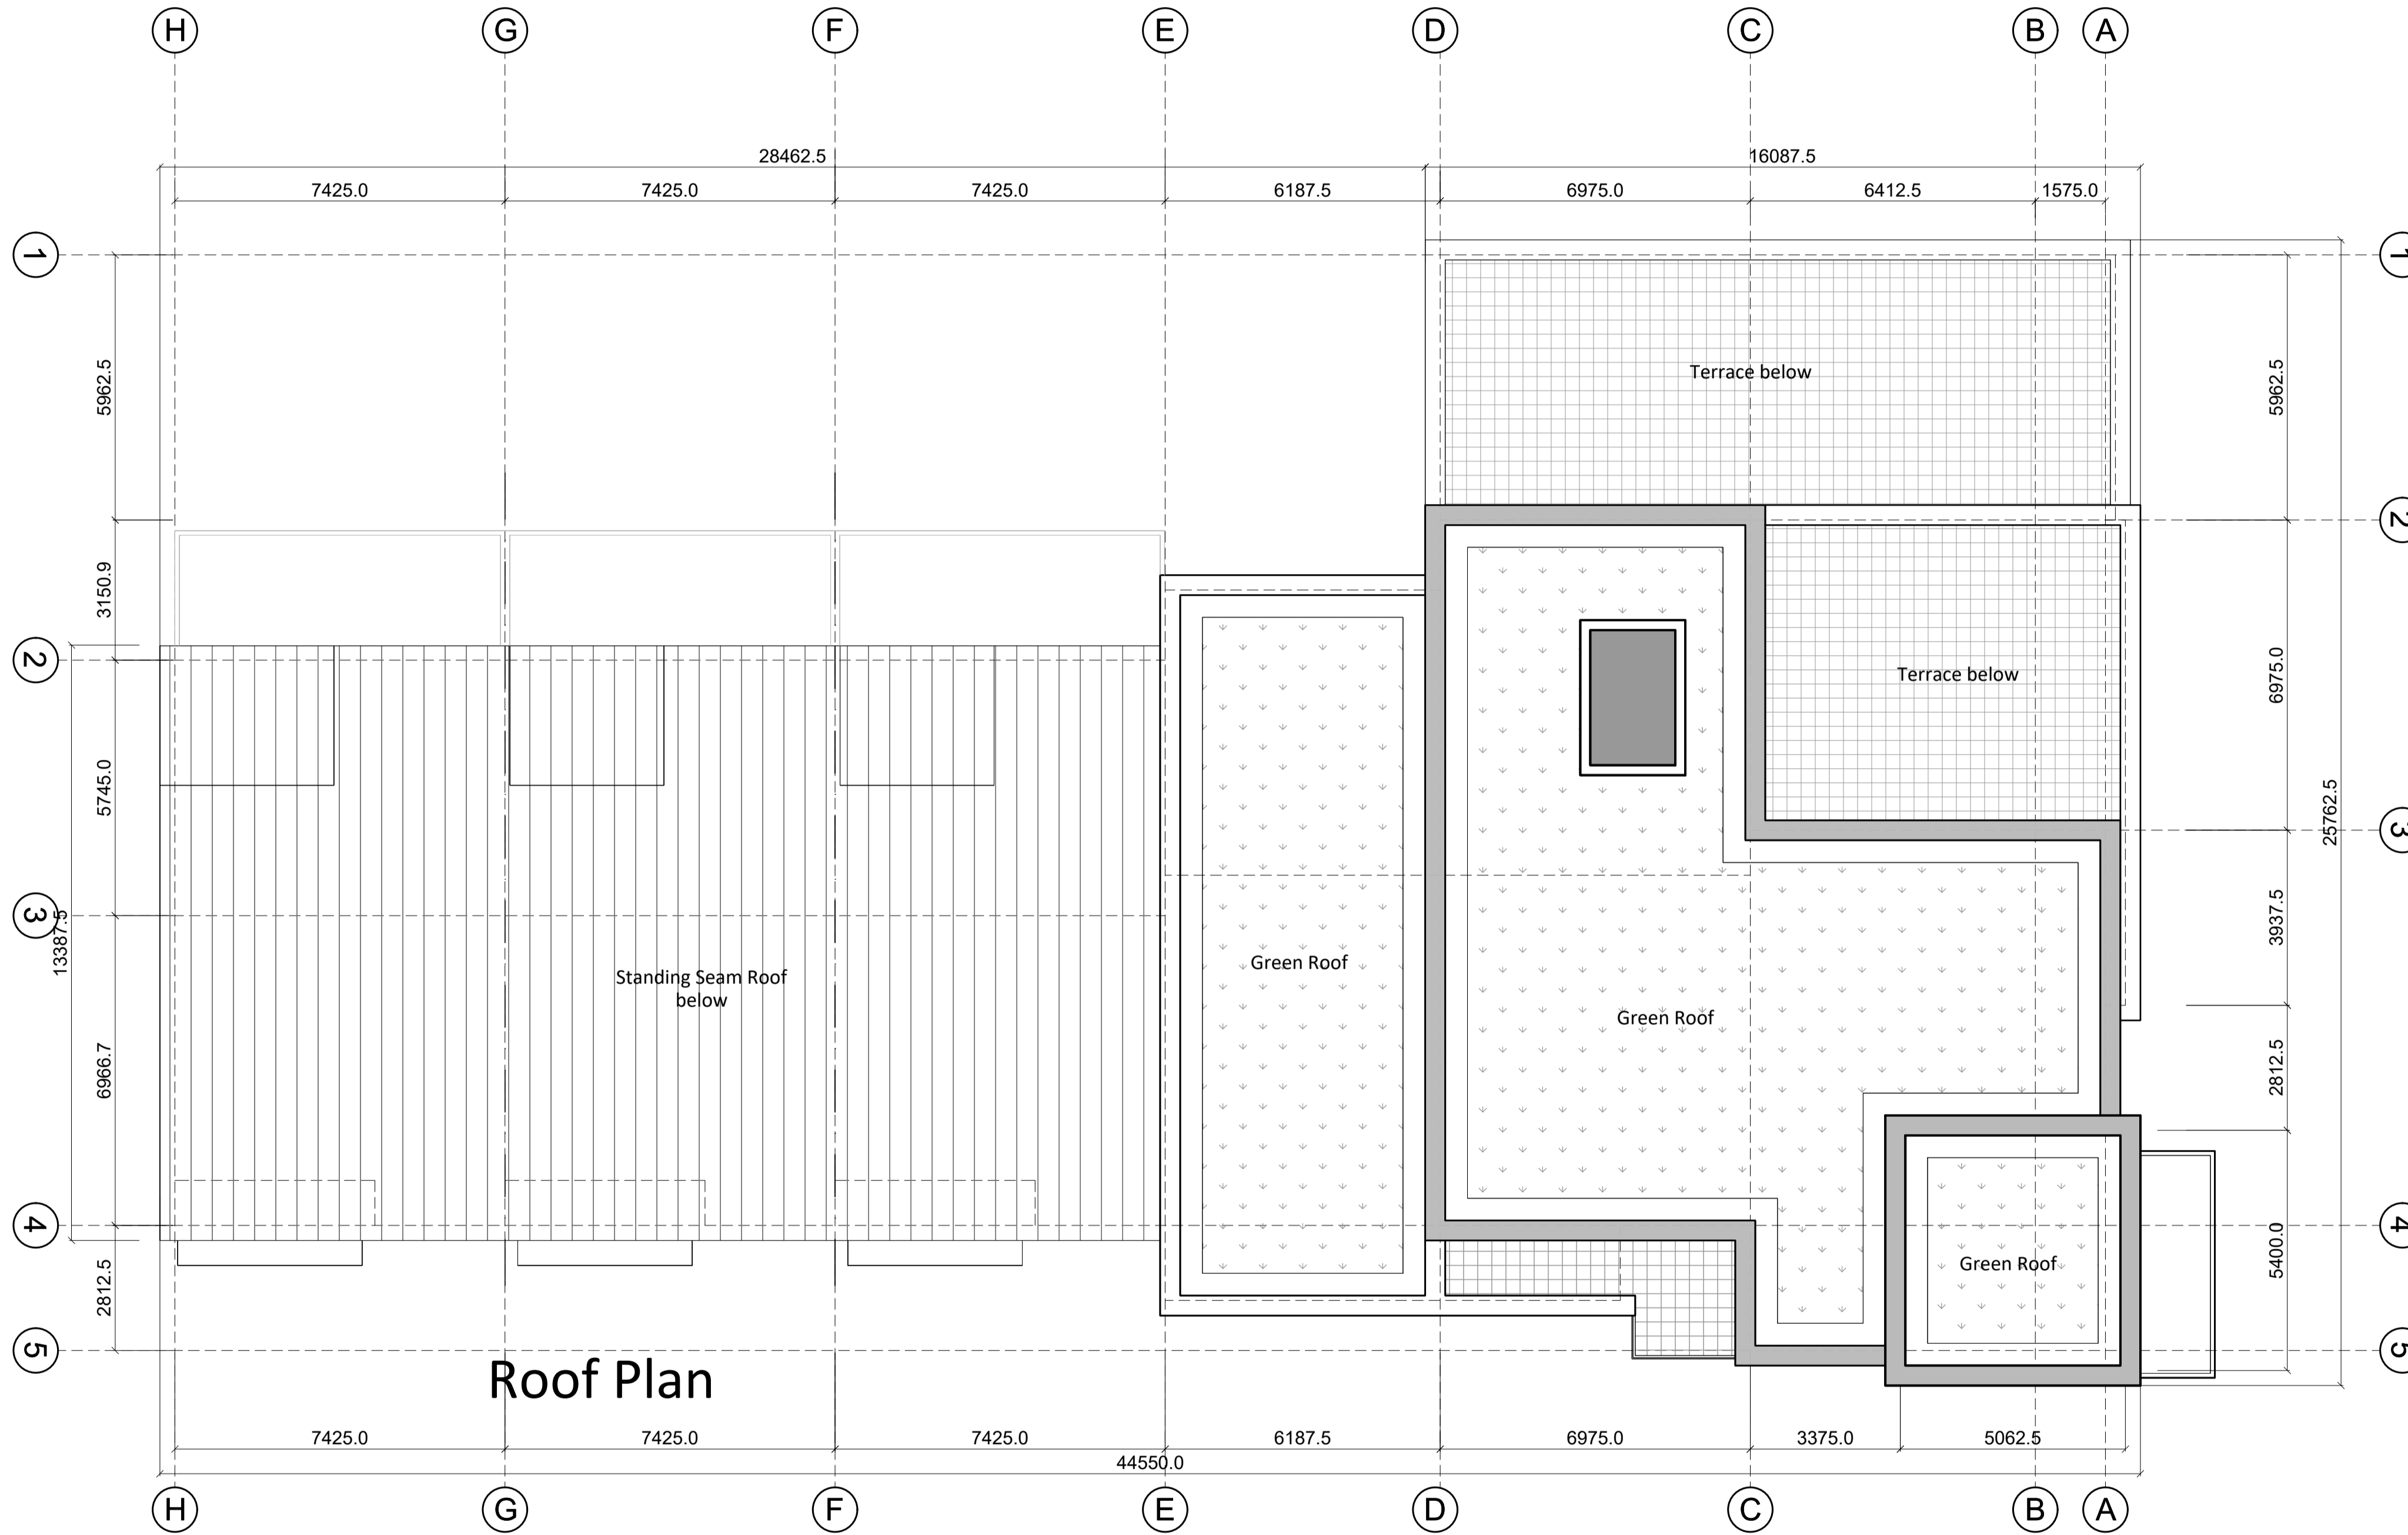 H G F E D C B A
28462.5 16087.5
7425.0 7425.0 7425.0 6187.5 6975.0 6412.5 1575.0
1 1
5962.5 5962.5
Terrace below
2
3150.9
2
Terrace below
6975.0
5745.0
25762.5
3
3
13387.5
3937.5
Standing Seam Roof
below
Green Roof
Green Roof
6966.7
2812.5
4 4
5400.0
Green Roof
2812.5
5 5
Roof Plan
7425.0 7425.0 7425.0 6187.5 6975.0 3375.0 5062.5
44550.0
H G F E D C B A